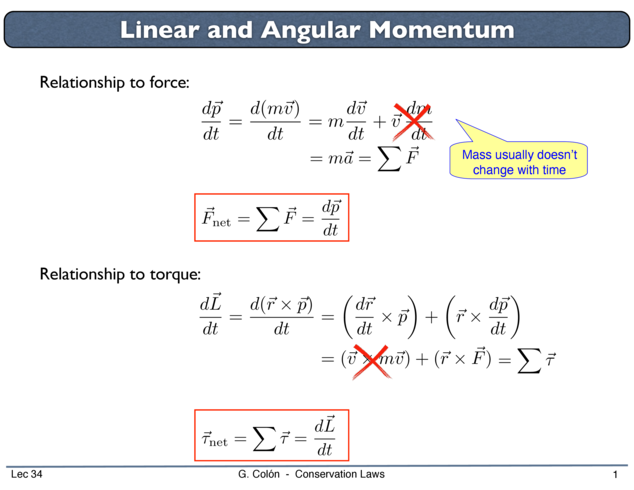 Linear and Angular Momentum
Relationship to force:
$\frac{d\vec{p}}{dt} = \frac{d(m\vec{v})}{dt} = m\frac{d\vec{v}}{dt} + \vec{v}\frac{dm}{dt}$
$= m\vec{a} = \sum \vec{F}$
Mass usually doesn't
change with time
$\vec{F}_{\text{net}} = \sum \vec{F} = \frac{d\vec{p}}{dt}$
Relationship to torque:
$\frac{d\vec{L}}{dt} = \frac{d(\vec{r} \times \vec{p})}{dt} = \left(\frac{d\vec{r}}{dt} \times \vec{p}\right) + \left(\vec{r} \times \frac{d\vec{p}}{dt}\right)$
$= (\vec{v} \times m\vec{v}) + (\vec{r} \times \vec{F}) = \sum \vec{\tau}$
$\vec{\tau}_{\text{net}} = \sum \vec{\tau} = \frac{d\vec{L}}{dt}$
Lec 34 G. Colón - Conservation Laws 1